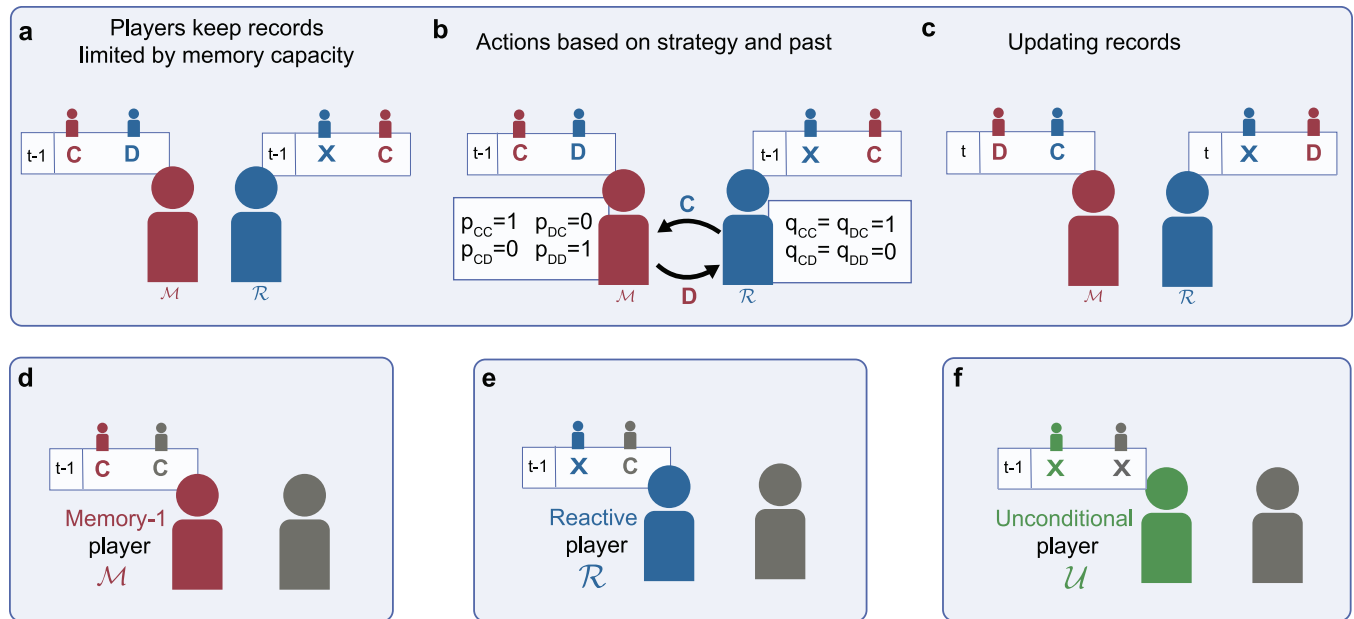 a
Players keep records
limited by memory capacity
t-1 C D
t-1 X C
M R
b
Actions based on strategy and past
t-1 C D
t-1 X C
p_CC=1 p_DC=0
p_CD=0 p_DD=1
C
D
q_CC= q_DC=1
q_CD= q_DD=0
M R
c
Updating records
t D C
t X D
M R
d
t-1 C C
Memory-1
player
M
e
t-1 X C
Reactive
player
R
f
t-1 X X
Unconditional
player
U